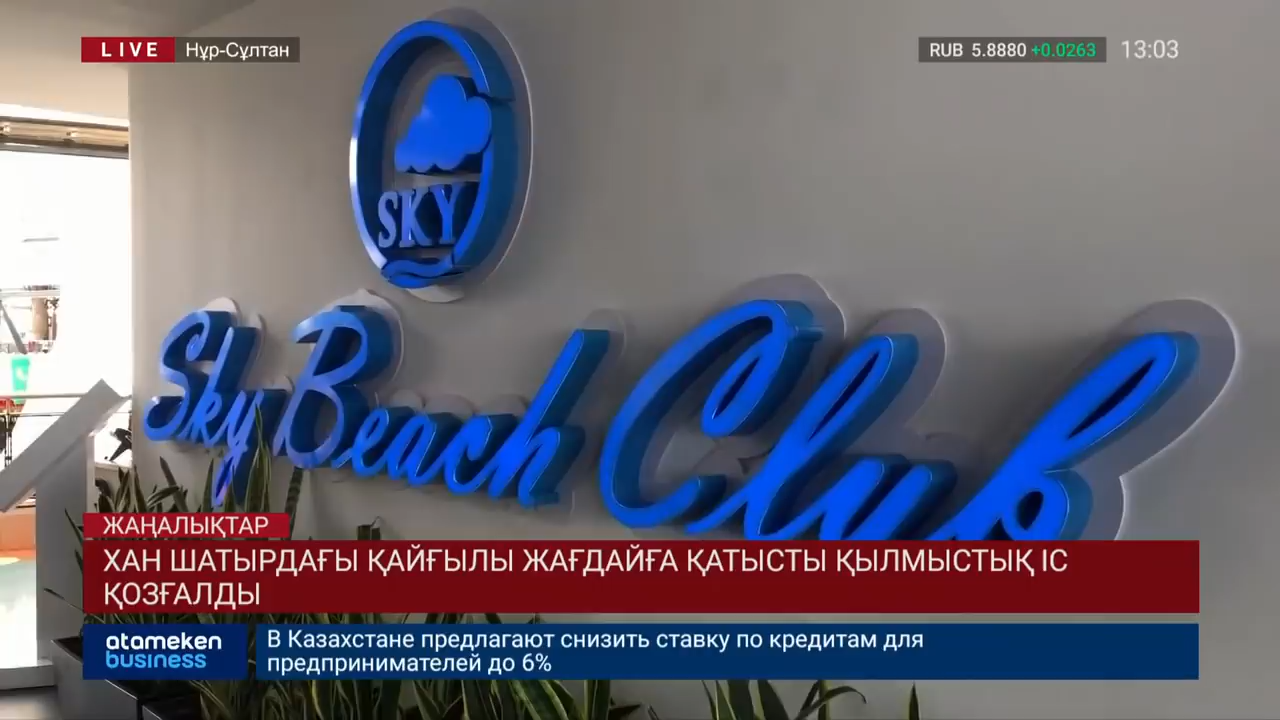 LIVE Нұр-Сұлтан
RUB 5.8880 +0.0263 13:03
SKY
Sky Beach Club
ЖАҢАЛЫҚТАР
ХАН ШАТЫРДАҒЫ ҚАЙҒЫЛЫ ЖАҒДАЙҒА ҚАТЫСТЫ ҚЫЛМЫСТЫҚ ІС
ҚОЗҒАЛДЫ
atameken
business
В Казахстане предлагают снизить ставку по кредитам для
предпринимателей до 6%